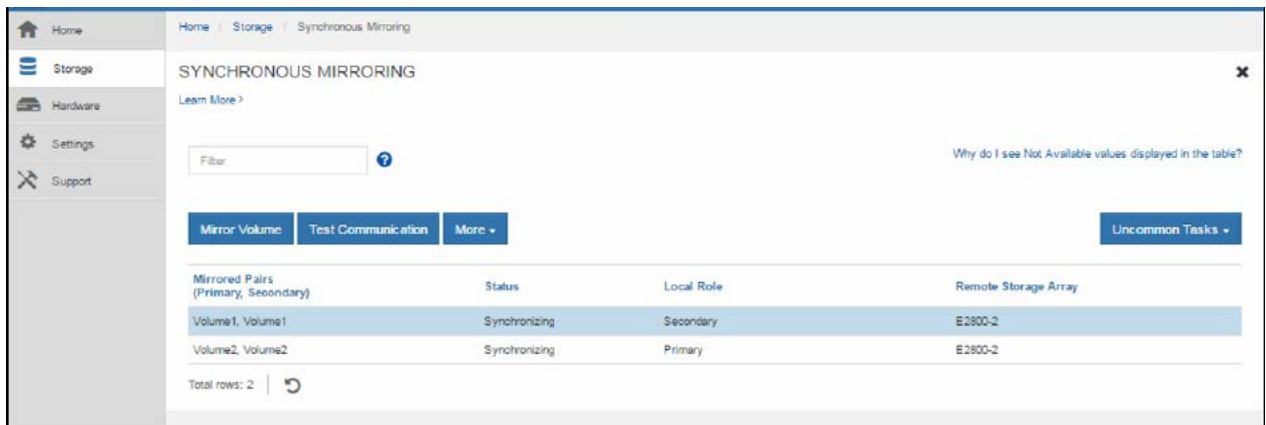 Home
Storage
Hardware
Settings
Support
Home / Storage / Synchronous Mirroring
SYNCHRONOUS MIRRORING
Learn More >
Filter
Why do I see Not Available values displayed in the table?
Mirror Volume Test Communication More Uncommon Tasks
Mirrored Pairs
(Primary, Secondary) Status Local Role Remote Storage Array
Volume1, Volume1 Synchronizing Secondary E2800-2
Volume2, Volume2 Synchronizing Primary E2800-2
Total rows: 2